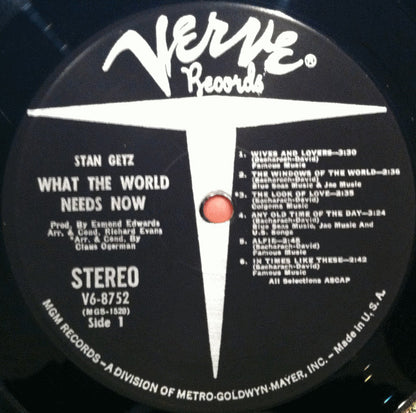 VERVE®
Records
STAN GETZ
WHAT THE WORLD
NEEDS NOW
Prod. By Esmond Edwards
Arr. & Cond. Richard Evans
*Arr. & Cond. By
Claus Ogerman
STEREO
V6-8752
(MGS-1520)
Side 1
1. WIVES AND LOVERS—3:30
(Bacharach-David)
Famous Music
2. THE WINDOWS OF THE WORLD—2:36
(Bacharach-David)
Blue Seas Music & Jac Music
*3. THE LOOK OF LOVE—2:35
(Bacharach-David)
Colgems Music
4. ANY OLD TIME OF THE DAY—3:24
(Bacharach-David)
Blue Seas Music, Jac Music And
U.S. Songs
5. ALFIE—2:45
(Bacharach-David)
Famous Music
6. IN TIMES LIKE THESE—2:42
(Bacharach-David)
Famous Music
All Selections ASCAP
MGM RECORDS—A DIVISION OF METRO-GOLDWYN-MAYER, INC.—Made in U.S.A.